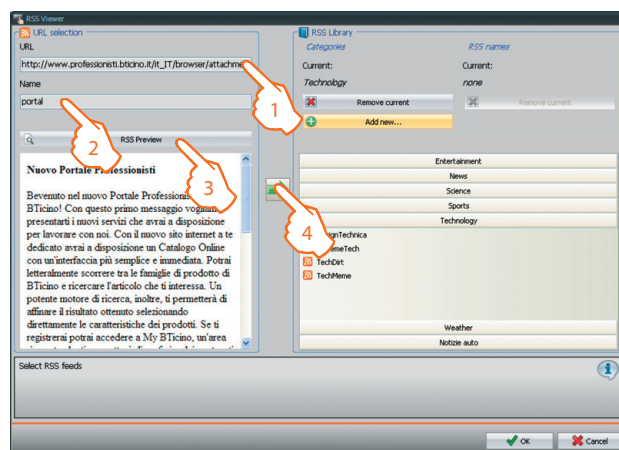 RSS Viewer
URL selection
URL
http://www.professionisti.bticino.it/it_IT/browser/attachme
Name
portal
RSS Preview
Nuovo Portale Professionisti
Bevenuto nel nuovo Portale Professionisti
BTicino! Con questo primo messaggio vogliamo
presentarti i nuovi servizi che avrai a disposizione
per lavorare con noi. Con il nuovo sito internet a te
dedicato avrai a disposizione un Catalogo Online
con un'interfaccia più semplice e immediata. Potrai
letteralmente scorrere tra le famiglie di prodotto di
BTicino e ricercare l'articolo che ti interessa. Un
potente motore di ricerca, inoltre, ti permetterà di
affinare il risultato ottenuto selezionando
direttamente le caratteristiche dei prodotti. Se ti
registrerai potrai accedere a My BTicino, un'area
1
2
3
4
RSS Library
Categories
RSS names
Current:
Current:
Technology
none
Remove current
Remove current
Add new...
Entertainment
News
Science
Sports
Technology
ignTechnica
emeTech
TechDirt
TechMeme
Weather
Notizie auto
Select RSS feeds
OK
Cancel